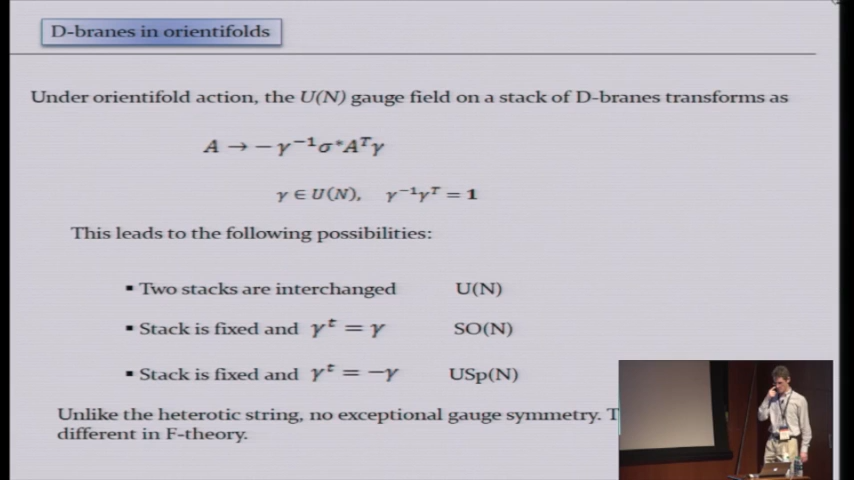 D-branes in orientifolds
Under orientifold action, the U(N) gauge field on a stack of D-branes transforms as
A → − γ⁻¹σ*Aᵀγ
γ ∈ U(N), γ⁻¹γᵀ = 1
This leads to the following possibilities:
▪ Two stacks are interchanged U(N)
▪ Stack is fixed and γᵗ = γ SO(N)
▪ Stack is fixed and γᵗ = −γ USp(N)
Unlike the heterotic string, no exceptional gauge symmetry. T
different in F-theory.